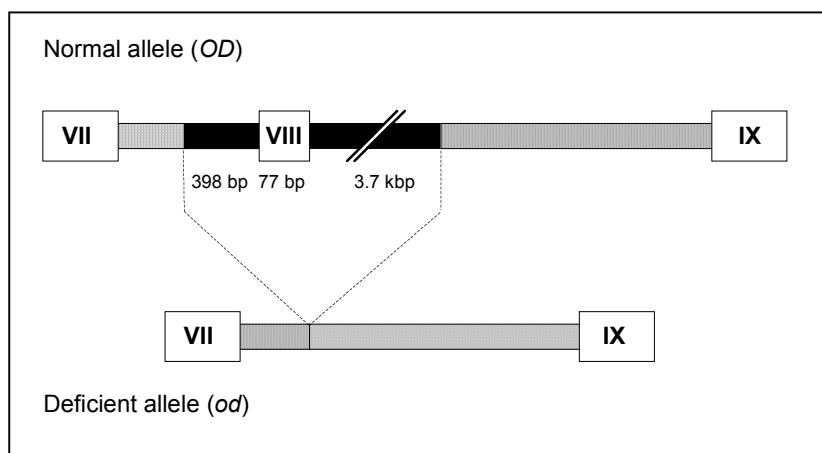 Normal allele (OD)
VII VIII IX
398 bp 77 bp 3.7 kbp
VII IX
Deficient allele (od)